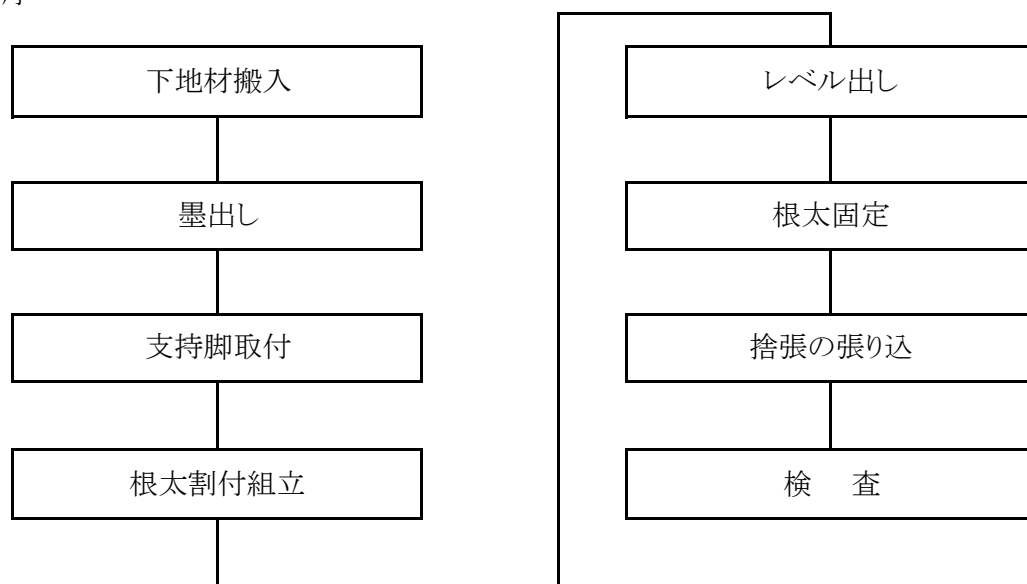 下地材搬入
墨出し
支持脚取付
根太割付組立
レベル出し
根太固定
捨張の張り込
検　査